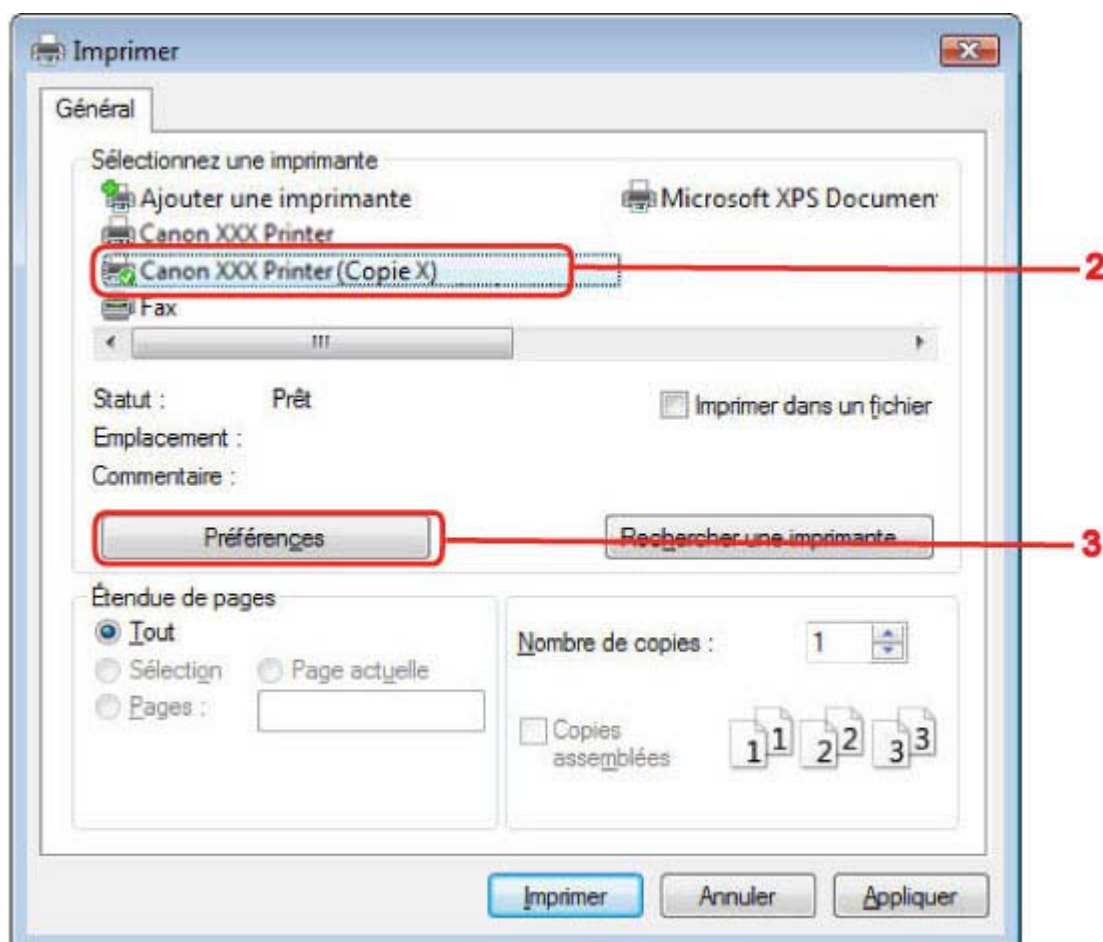 Imprimer
Général
Sélectionnez une imprimante
Ajouter une imprimante
Microsoft XPS Documen
Canon XXX Printer
Canon XXX Printer (Copie X)
2
Fax
Statut : Prêt
Imprimer dans un fichier
Emplacement :
Commentaire :
Préférences
Rechercher une imprimante...
3
Étendue de pages
Tout
Sélection
Page actuelle
Pages :
Nombre de copies : 1
Copies
assemblées
1 1 2 2 3 3
Imprimer
Annuler
Appliquer